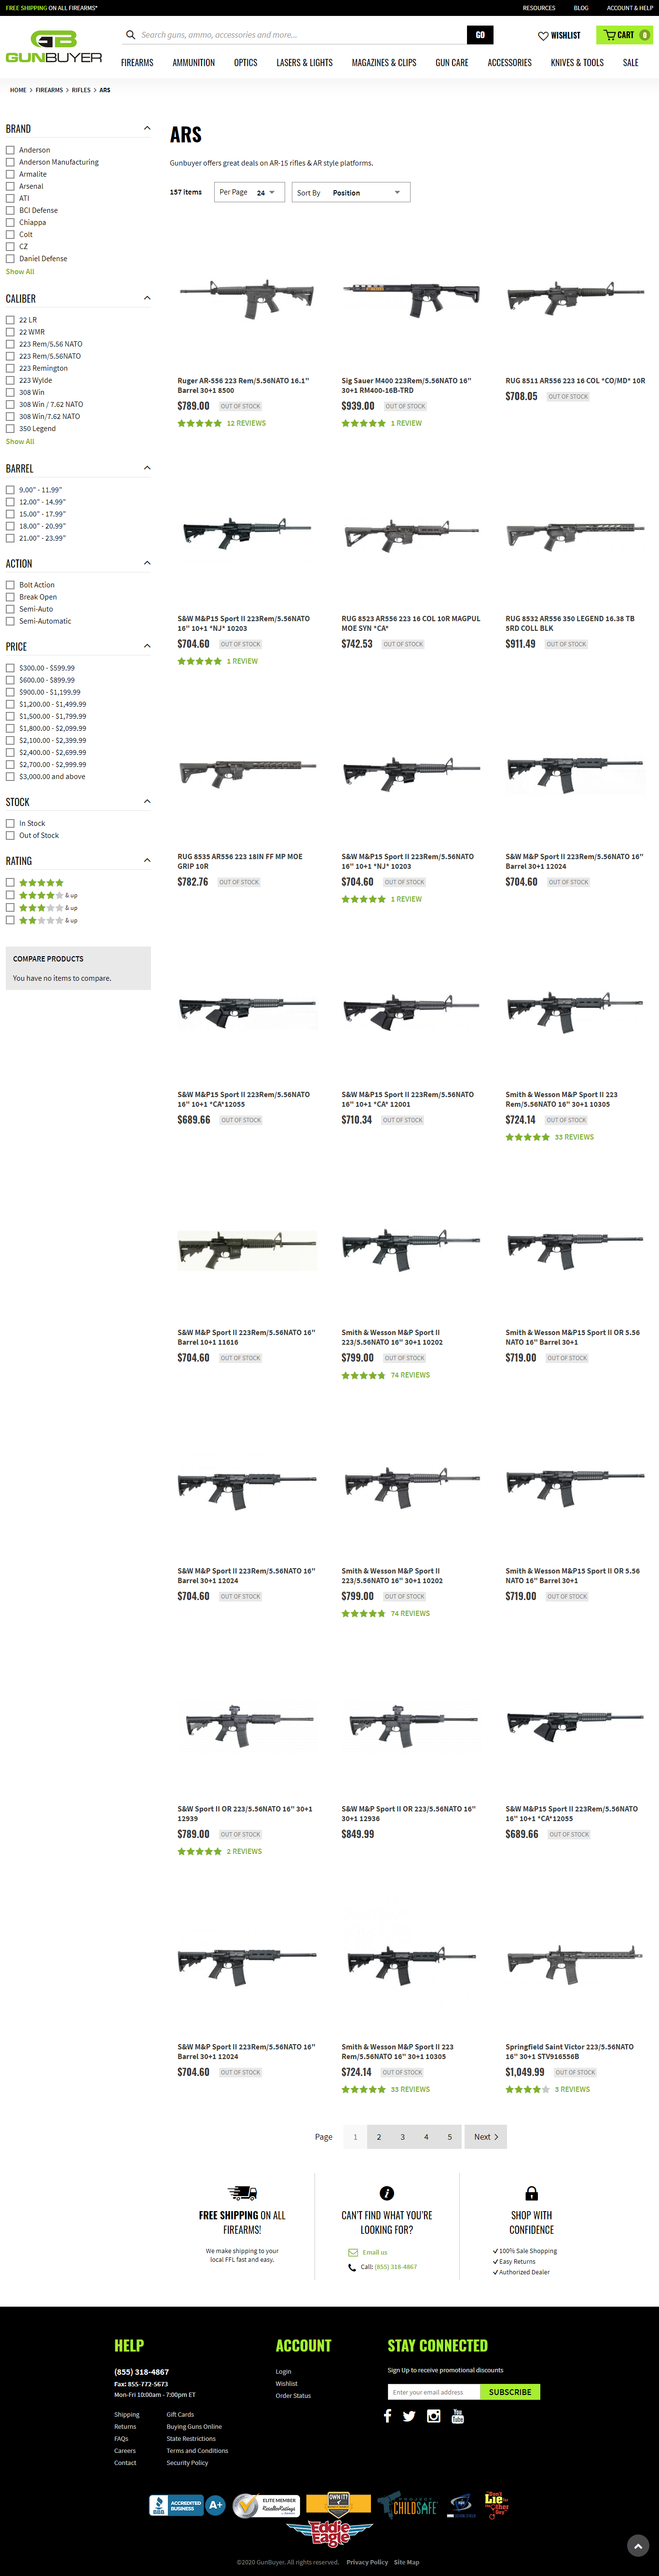 FREE SHIPPING ON ALL FIREARMS*
RESOURCES BLOG ACCOUNT & HELP
GB
GUNBUYER
Search guns, ammo, accessories and more...
GO
WISHLIST
CART 0
FIREARMS AMMUNITION OPTICS LASERS & LIGHTS MAGAZINES & CLIPS GUN CARE ACCESSORIES KNIVES & TOOLS SALE
HOME > FIREARMS > RIFLES > ARS
BRAND
Anderson
Anderson Manufacturing
Armalite
Arsenal
ATI
BCI Defense
Chiappa
Colt
CZ
Daniel Defense
Show All
CALIBER
22 LR
22 WMR
223 Rem/5.56 NATO
223 Rem/5.56NATO
223 Remington
223 Wylde
308 Win
308 Win / 7.62 NATO
308 Win/7.62 NATO
350 Legend
Show All
BARREL
9.00" - 11.99"
12.00" - 14.99"
15.00" - 17.99"
18.00" - 20.99"
21.00" - 23.99"
ACTION
Bolt Action
Break Open
Semi-Auto
Semi-Automatic
PRICE
$300.00 - $599.99
$600.00 - $899.99
$900.00 - $1,199.99
$1,200.00 - $1,499.99
$1,500.00 - $1,799.99
$1,800.00 - $2,099.99
$2,100.00 - $2,399.99
$2,400.00 - $2,699.99
$2,700.00 - $2,999.99
$3,000.00 and above
STOCK
In Stock
Out of Stock
RATING
& up
& up
& up
COMPARE PRODUCTS
You have no items to compare.
ARS
Gunbuyer offers great deals on AR-15 rifles & AR style platforms.
157 items Per Page 24 Sort By Position
Ruger AR-556 223 Rem/5.56NATO 16.1"
Barrel 30+1 8500
$789.00 OUT OF STOCK
12 REVIEWS
Sig Sauer M400 223Rem/5.56NATO 16"
30+1 RM400-16B-TRD
$939.00 OUT OF STOCK
1 REVIEW
RUG 8511 AR556 223 16 COL *CO/MD* 10R
$708.05 OUT OF STOCK
S&W M&P15 Sport II 223Rem/5.56NATO
16" 10+1 *NJ* 10203
$704.60 OUT OF STOCK
1 REVIEW
RUG 8523 AR556 223 16 COL 10R MAGPUL
MOE SYN *CA*
$742.53 OUT OF STOCK
RUG 8532 AR556 350 LEGEND 16.38 TB
5RD COLL BLK
$911.49 OUT OF STOCK
RUG 8535 AR556 223 18IN FF MP MOE
GRIP 10R
$782.76 OUT OF STOCK
S&W M&P15 Sport II 223Rem/5.56NATO
16" 10+1 *NJ* 10203
$704.60 OUT OF STOCK
1 REVIEW
S&W M&P Sport II 223Rem/5.56NATO 16"
Barrel 30+1 12024
$704.60 OUT OF STOCK
S&W M&P15 Sport II 223Rem/5.56NATO
16" 10+1 *CA*12055
$689.66 OUT OF STOCK
S&W M&P15 Sport II 223Rem/5.56NATO
16" 10+1 *CA* 12001
$710.34 OUT OF STOCK
Smith & Wesson M&P Sport II 223
Rem/5.56NATO 16" 30+1 10305
$724.14 OUT OF STOCK
33 REVIEWS
S&W M&P Sport II 223Rem/5.56NATO 16"
Barrel 10+1 11616
$704.60 OUT OF STOCK
Smith & Wesson M&P Sport II
223/5.56NATO 16" 30+1 10202
$799.00 OUT OF STOCK
74 REVIEWS
Smith & Wesson M&P15 Sport II OR 5.56
NATO 16" Barrel 30+1
$719.00 OUT OF STOCK
S&W M&P Sport II 223Rem/5.56NATO 16"
Barrel 30+1 12024
$704.60 OUT OF STOCK
Smith & Wesson M&P Sport II
223/5.56NATO 16" 30+1 10202
$799.00 OUT OF STOCK
74 REVIEWS
Smith & Wesson M&P15 Sport II OR 5.56
NATO 16" Barrel 30+1
$719.00 OUT OF STOCK
S&W Sport II OR 223/5.56NATO 16" 30+1
12939
$789.00 OUT OF STOCK
2 REVIEWS
S&W M&P Sport II OR 223/5.56NATO 16"
30+1 12936
$849.99
S&W M&P15 Sport II 223Rem/5.56NATO
16" 10+1 *CA*12055
$689.66 OUT OF STOCK
S&W M&P Sport II 223Rem/5.56NATO 16"
Barrel 30+1 12024
$704.60 OUT OF STOCK
Smith & Wesson M&P Sport II 223
Rem/5.56NATO 16" 30+1 10305
$724.14 OUT OF STOCK
33 REVIEWS
Springfield Saint Victor 223/5.56NATO
16" 30+1 STV916556B
$1,049.99 OUT OF STOCK
3 REVIEWS
Page 1 2 3 4 5 Next >
FREE SHIPPING ON ALL
FIREARMS!
We make shipping to your
local FFL fast and easy.
CAN'T FIND WHAT YOU'RE
LOOKING FOR?
Email us
Call: (855) 318-4867
SHOP WITH
CONFIDENCE
✓100% Safe Shopping
✓Easy Returns
✓Authorized Dealer
HELP
(855) 318-4867
Fax: 855-772-5673
Mon-Fri 10:00am - 7:00pm ET
Shipping
Returns
FAQs
Careers
Contact
Gift Cards
Buying Guns Online
State Restrictions
Terms and Conditions
Security Policy
ACCOUNT
Login
Wishlist
Order Status
STAY CONNECTED
Sign Up to receive promotional discounts
Enter your email address
SUBSCRIBE
BBB ACCREDITED BUSINESS A+
ELITE MEMBER
ResellerRatings
OWN IT?
PROJECT CHILDSAFE
Don't Lie for the Other Guy
Eddie Eagle
©2020 GunBuyer. All rights reserved. Privacy Policy Site Map